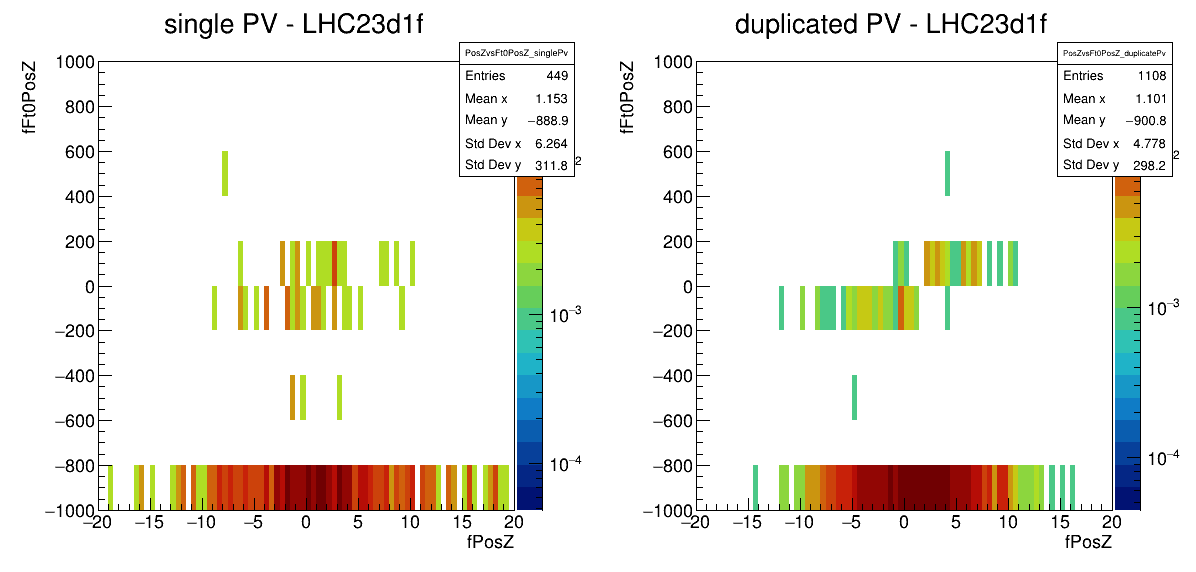 single PV - LHC23d1f
PosZvsFt0PosZ_singlePv
Entries 449
Mean x 1.153
Mean y −888.9
Std Dev x 6.264
Std Dev y 311.8
fFt0PosZ
1000
800
600
400
200
0
−200
−400
−600
−800
−1000
−20 −15 −10 −5 0 5 10 15 20
fPosZ
2
10−3
10−4
duplicated PV - LHC23d1f
PosZvsFt0PosZ_duplicatePv
Entries 1108
Mean x 1.101
Mean y −900.8
Std Dev x 4.778
Std Dev y 298.2
fFt0PosZ
1000
800
600
400
200
0
−200
−400
−600
−800
−1000
−20 −15 −10 −5 0 5 10 15 20
fPosZ
2
10−3
10−4